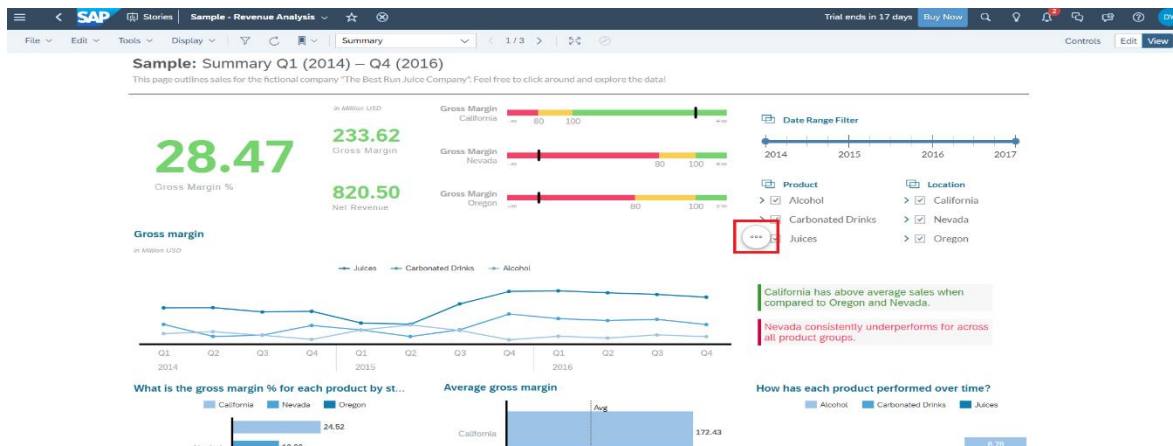 SAP Stories Sample - Revenue Analysis Trial ends in 17 days Buy Now 2
File Edit Tools Display Summary 1/3 Controls Edit View
Sample: Summary Q1 (2014) – Q4 (2016)
This page outlines sales for the fictional company "The Best Run Juice Company". Feel free to click around and explore the data!
28.47
Gross Margin %
in Million USD
233.62
Gross Margin
820.50
Net Revenue
Gross Margin
California
80 100
Gross Margin
Nevada
80 100
Gross Margin
Oregon
80 100
Date Range Filter
2014 2015 2016 2017
Product
Alcohol
Carbonated Drinks
Juices
Location
California
Nevada
Oregon
Gross margin
in Million USD
Juices Carbonated Drinks Alcohol
Q1 Q2 Q3 Q4 Q1 Q2 Q3 Q4 Q1 Q2 Q3 Q4
2014 2015 2016
California has above average sales when
compared to Oregon and Nevada.
Nevada consistently underperforms for across
all product groups.
What is the gross margin % for each product by st...
California Nevada Oregon
24.52
Average gross margin
Avg
California
172.43
How has each product performed over time?
Alcohol Carbonated Drinks Juices